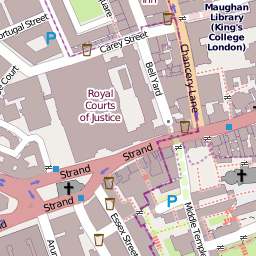 Portugal Street
P
Carey Street
Inn
Maughan
Library
(King's
College
London)
Chancery Lane
Bell Yard
Court
Royal
Courts
of Justice
Strand
Strand
Strand
P
Essex Street
Middle Temple